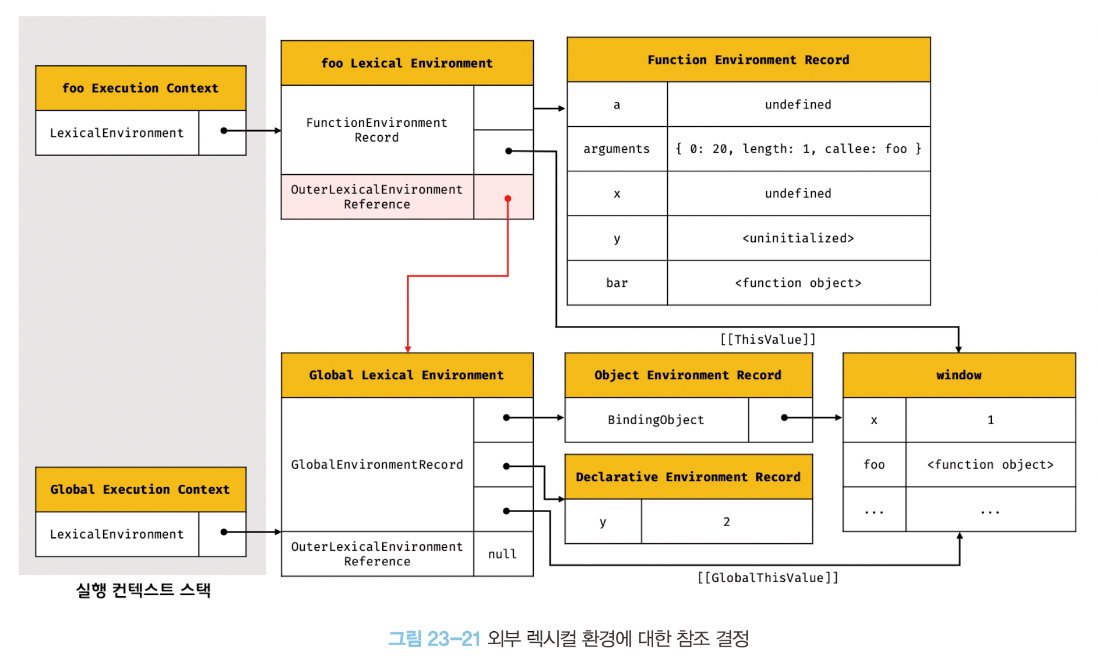 foo Execution Context
LexicalEnvironment
foo Lexical Environment
FunctionEnvironment
Record
OuterLexicalEnvironment
Reference
Function Environment Record
a undefined
arguments { 0: 20, length: 1, callee: foo }
x undefined
y <uninitialized>
bar <function object>
[[ThisValue]]
Global Lexical Environment
GlobalEnvironmentRecord
OuterLexicalEnvironment
Reference
null
Object Environment Record
BindingObject
Declarative Environment Record
y 2
window
x 1
foo <function object>
... ...
[[GlobalThisValue]]
Global Execution Context
LexicalEnvironment
실행 컨텍스트 스택
그림 23-21 외부 렉시컬 환경에 대한 참조 결정